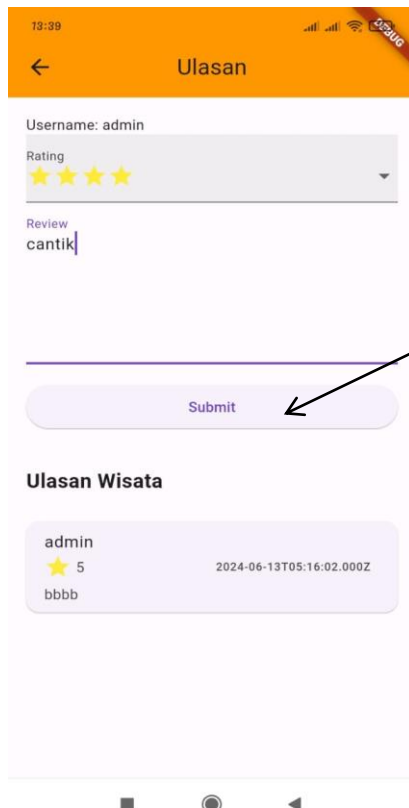 13:39
DEBUG
Ulasan
Username: admin
Rating
Review
cantik
Submit
Ulasan Wisata
admin
5 2024-06-13T05:16:02.000Z
bbbb